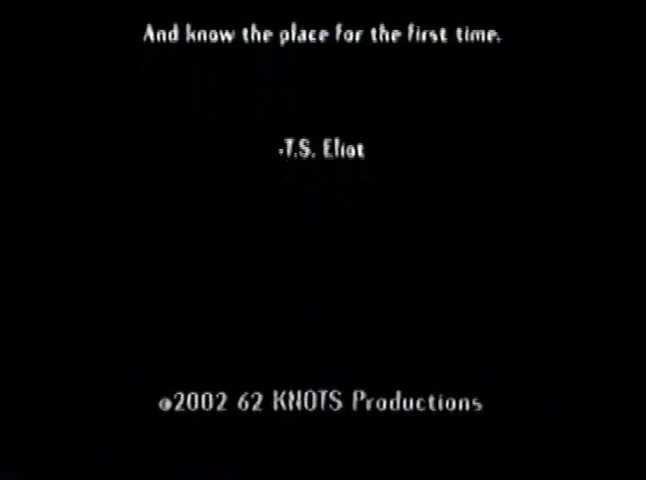 And know the place for the first time.
-T.S. Eliot
©2002 62 KNOTS Productions